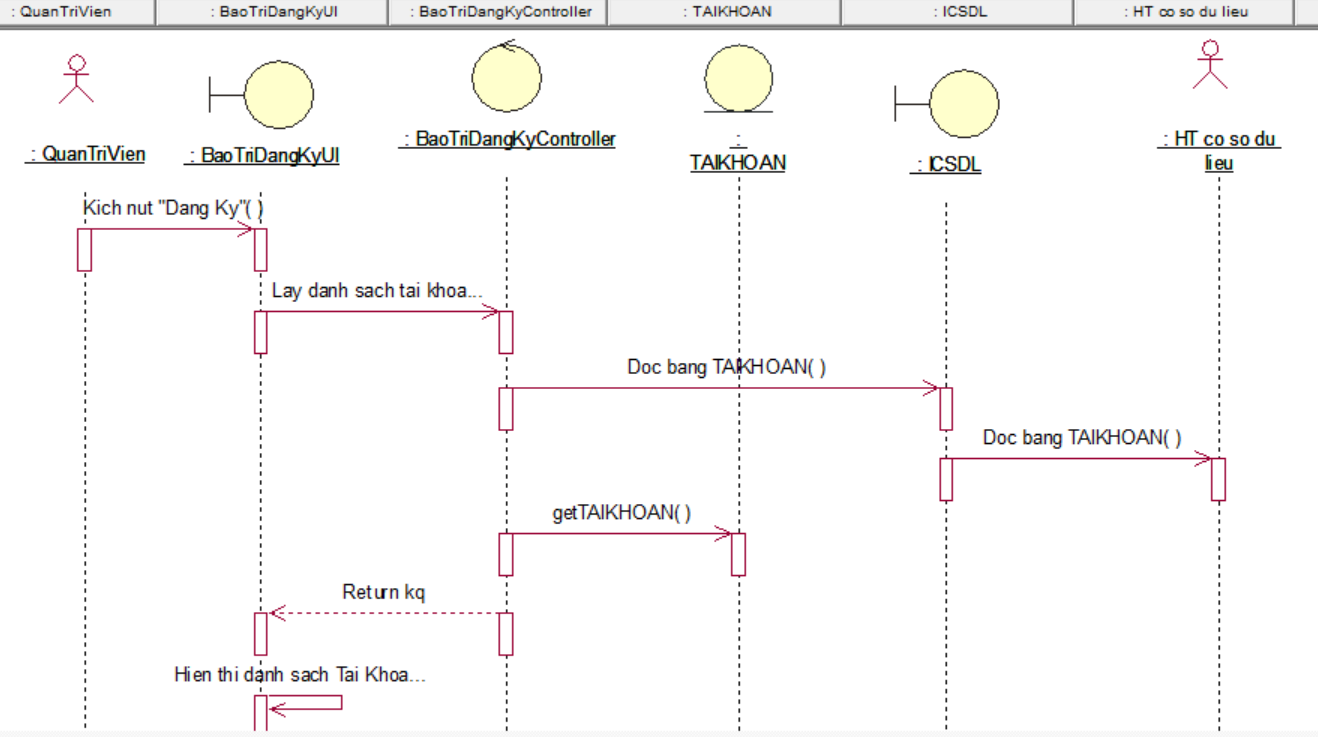 : QuanTriVien
: BaoTriDangKyUI
: BaoTriDangKyController
: TAIKHOAN
: ICSDL
: HT co so du lieu
: QuanTriVien
: BaoTriDangKyUI
: BaoTriDangKyController
:
TAIKHOAN
: ICSDL
: HT co so du
lieu
Kich nut "Dang Ky"( )
Lay danh sach tai khoa...
Doc bang TAIKHOAN( )
Doc bang TAIKHOAN( )
getTAIKHOAN( )
Return kq
Hien thi danh sach Tai Khoa...